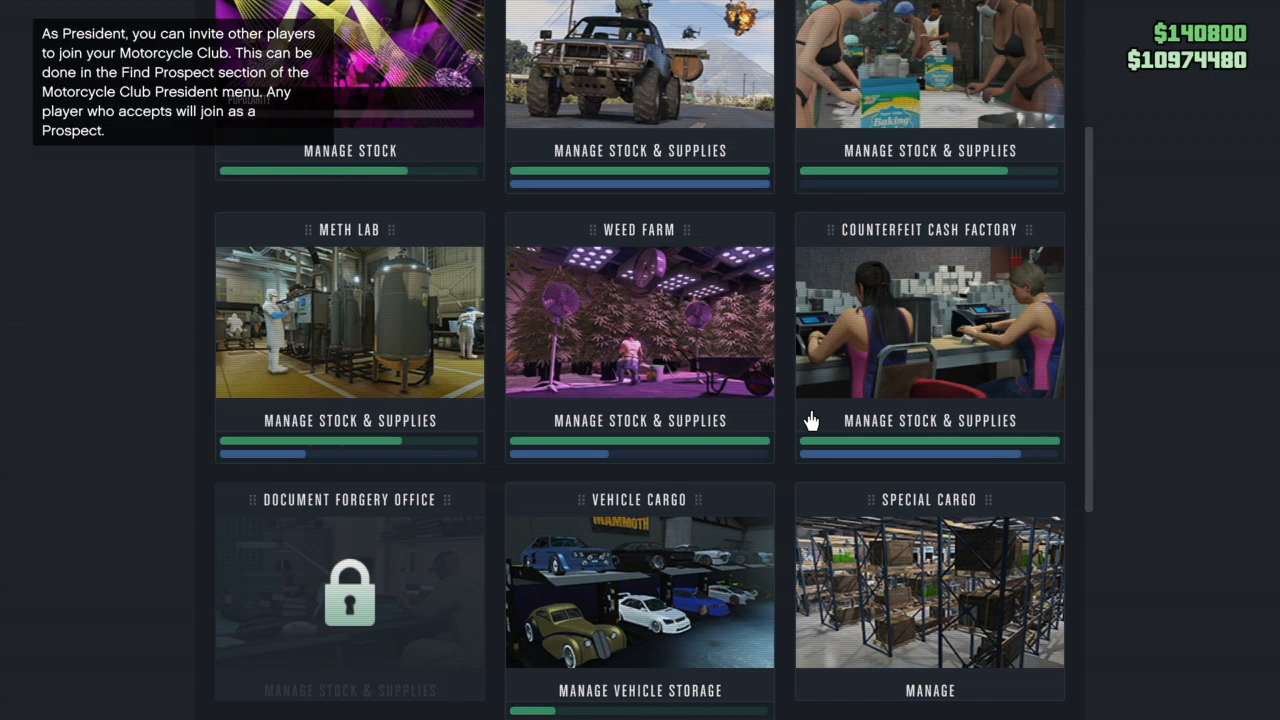 As President, you can invite other players
to join your Motorcycle Club. This can be
done in the Find Prospect section of the
Motorcycle Club President menu. Any
player who accepts will join as a
Prospect.
$140800
$10974480
POPULARITY
Baking
MANAGE STOCK
MANAGE STOCK & SUPPLIES
MANAGE STOCK & SUPPLIES
METH LAB
WEED FARM
COUNTERFEIT CASH FACTORY
MANAGE STOCK & SUPPLIES
MANAGE STOCK & SUPPLIES
MANAGE STOCK & SUPPLIES
DOCUMENT FORGERY OFFICE
VEHICLE CARGO
SPECIAL CARGO
MAMMOTH
MANAGE STOCK & SUPPLIES
MANAGE VEHICLE STORAGE
MANAGE